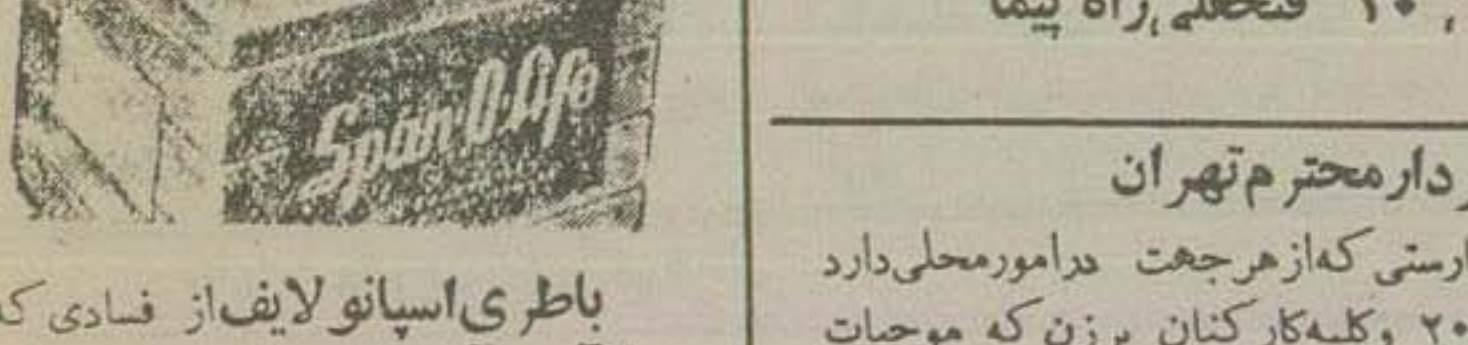 ۱۰ فتحعلی راه پیما
دار محترم تهران
ارستی که از هر جهت در امور محلی دارد
۲۰ و کلیه کارکنان برزن که موجبات
Span-O-Life
باطری اسپانو لایف از فسادی که